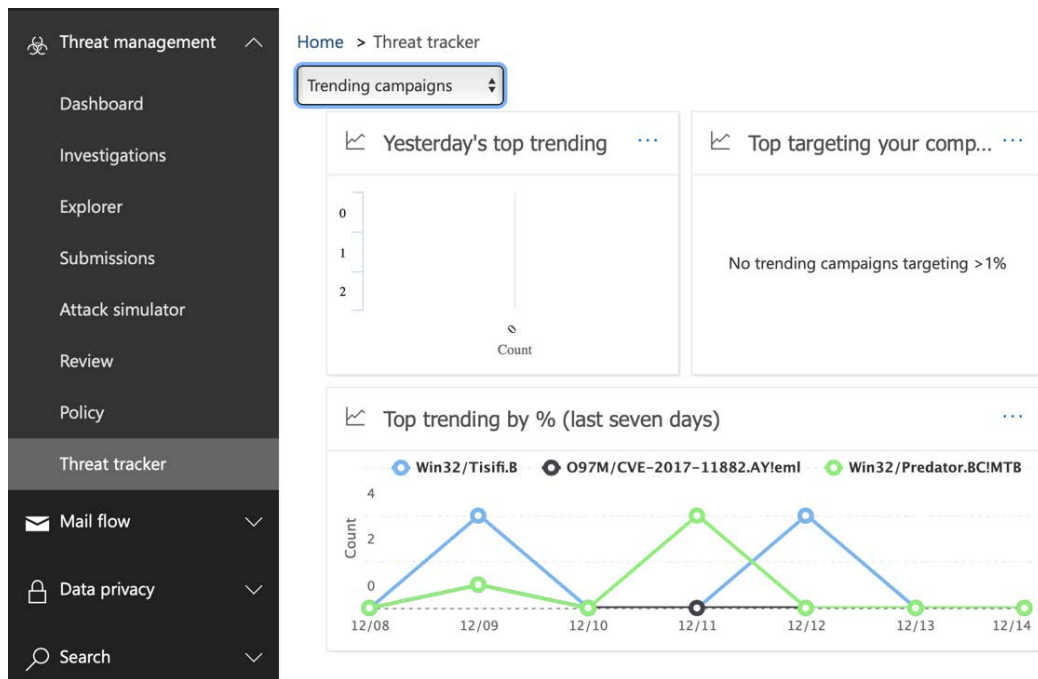 Threat management
Dashboard
Investigations
Explorer
Submissions
Attack simulator
Review
Policy
Threat tracker
Mail flow
Data privacy
Search
Home > Threat tracker
Trending campaigns
Yesterday's top trending ...
0
1
2
0
Count
Top targeting your comp... ...
No trending campaigns targeting >1%
Top trending by % (last seven days) ...
Win32/Tisifi.B O97M/CVE-2017-11882.AY!eml Win32/Predator.BC!MTB
Count
4
2
0
12/08 12/09 12/10 12/11 12/12 12/13 12/14